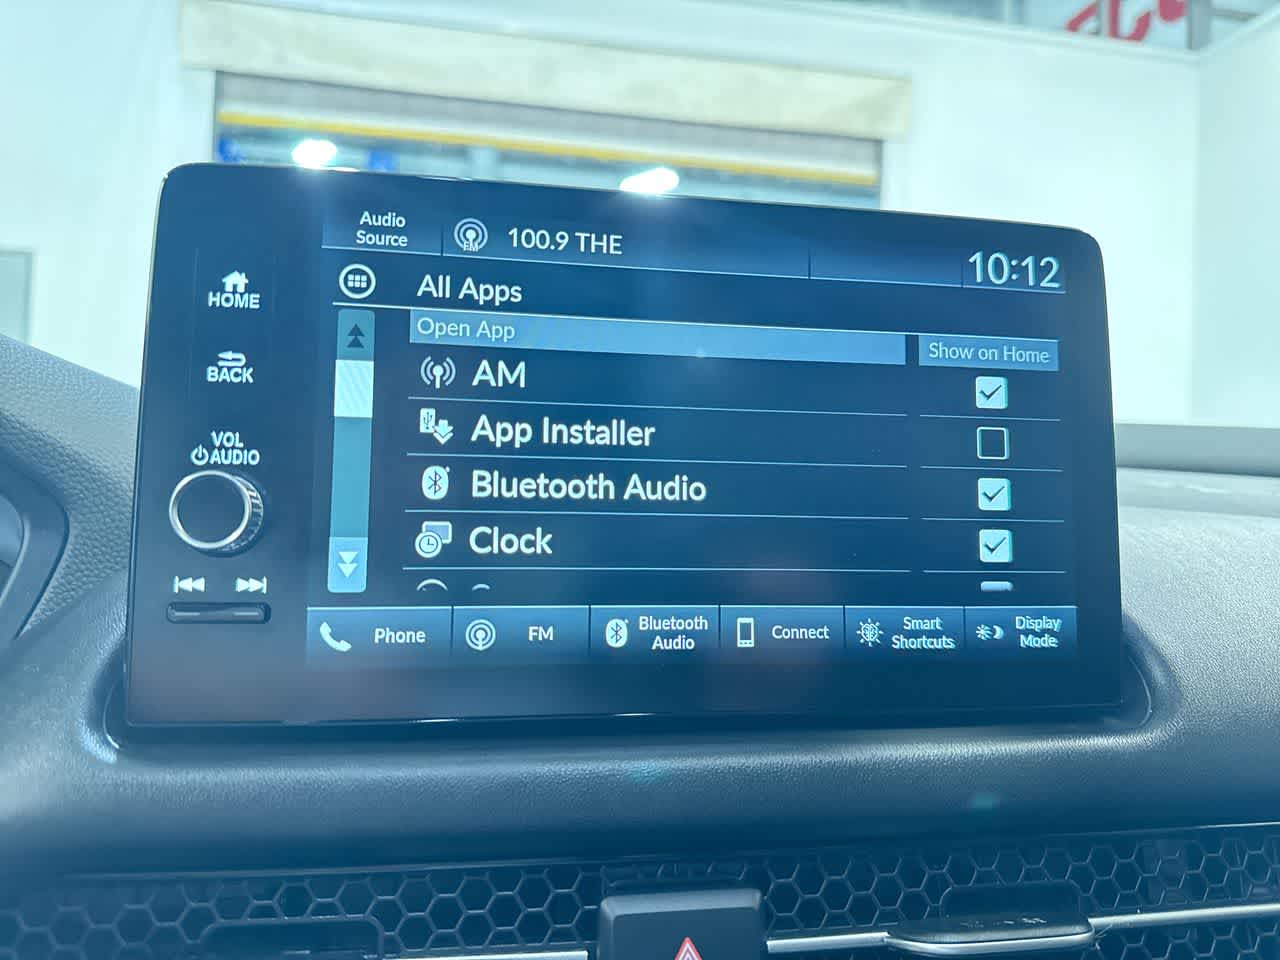 Audio
Source
FM
100.9 THE
10:12
HOME
All Apps
Open App
Show on Home
BACK
AM
App Installer
VOL
AUDIO
Bluetooth Audio
Clock
Phone
FM
Bluetooth
Audio
Connect
Smart
Shortcuts
Display
Mode